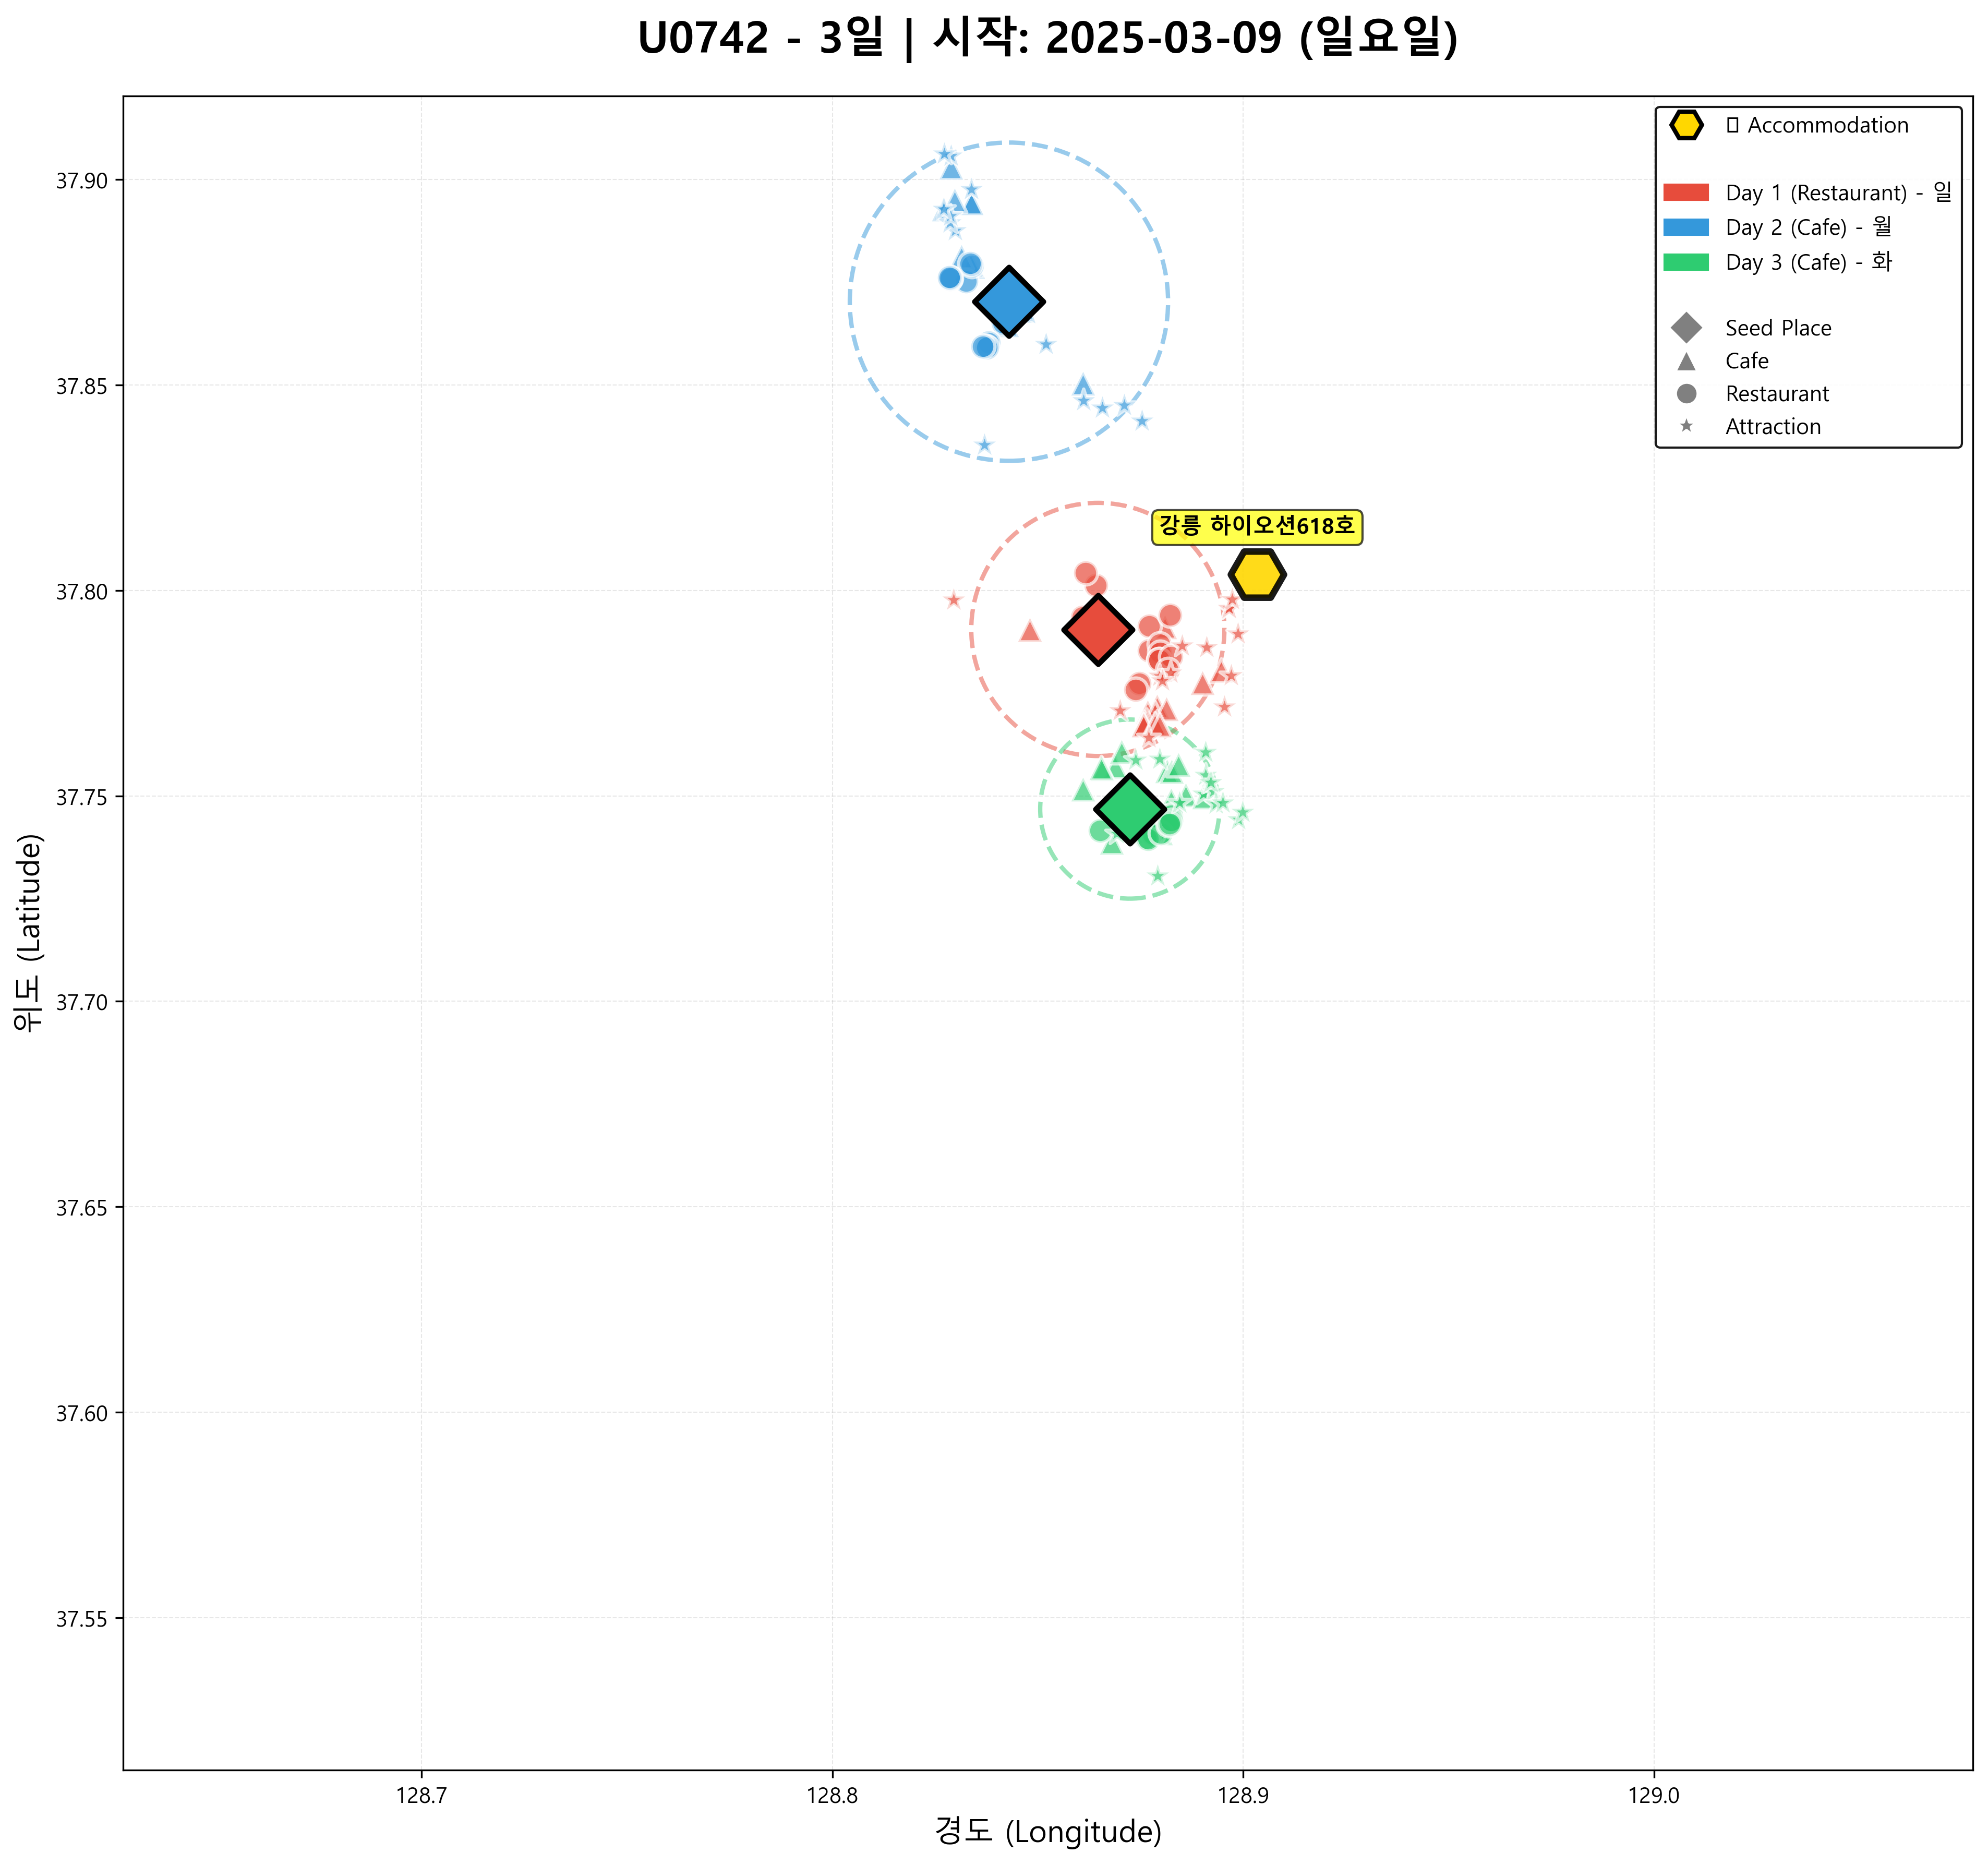 U0742 - 3일 | 시작: 2025-03-09 (일요일)
Accommodation
Day 1 (Restaurant) - 일
Day 2 (Cafe) - 월
Day 3 (Cafe) - 화
Seed Place
Cafe
Restaurant
Attraction
강릉 하이오션618호
37.90
37.85
37.80
37.75
37.70
37.65
37.60
37.55
위도 (Latitude)
128.7
128.8
128.9
129.0
경도 (Longitude)